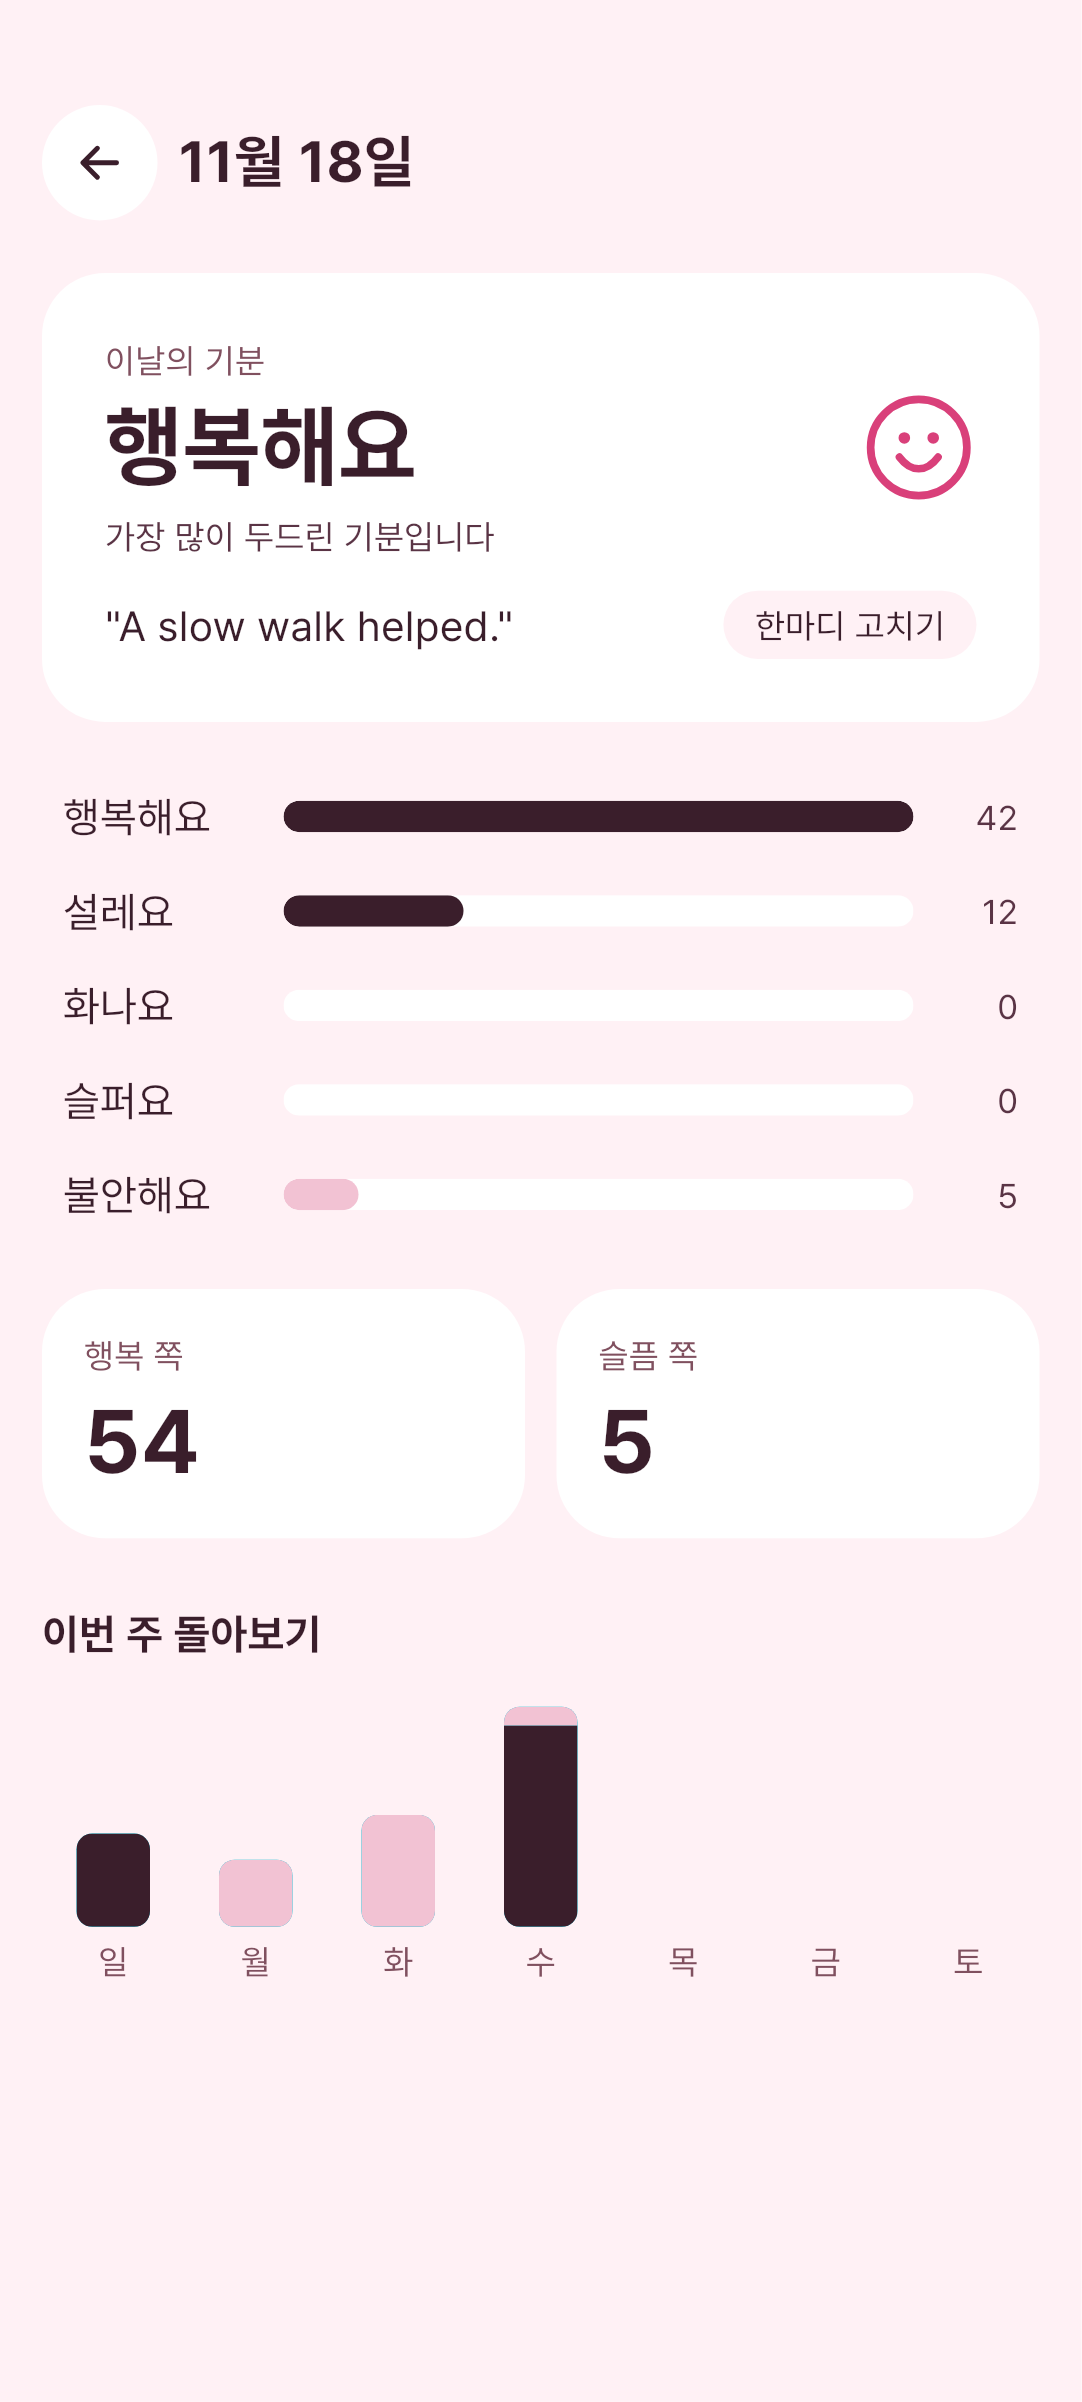 11월 18일
이날의 기분
행복해요
가장 많이 두드린 기분입니다
"A slow walk helped."
한마디 고치기
행복해요 42
설레요 12
화나요 0
슬퍼요 0
불안해요 5
행복 쪽
54
슬픔 쪽
5
이번 주 돌아보기
일 월 화 수 목 금 토